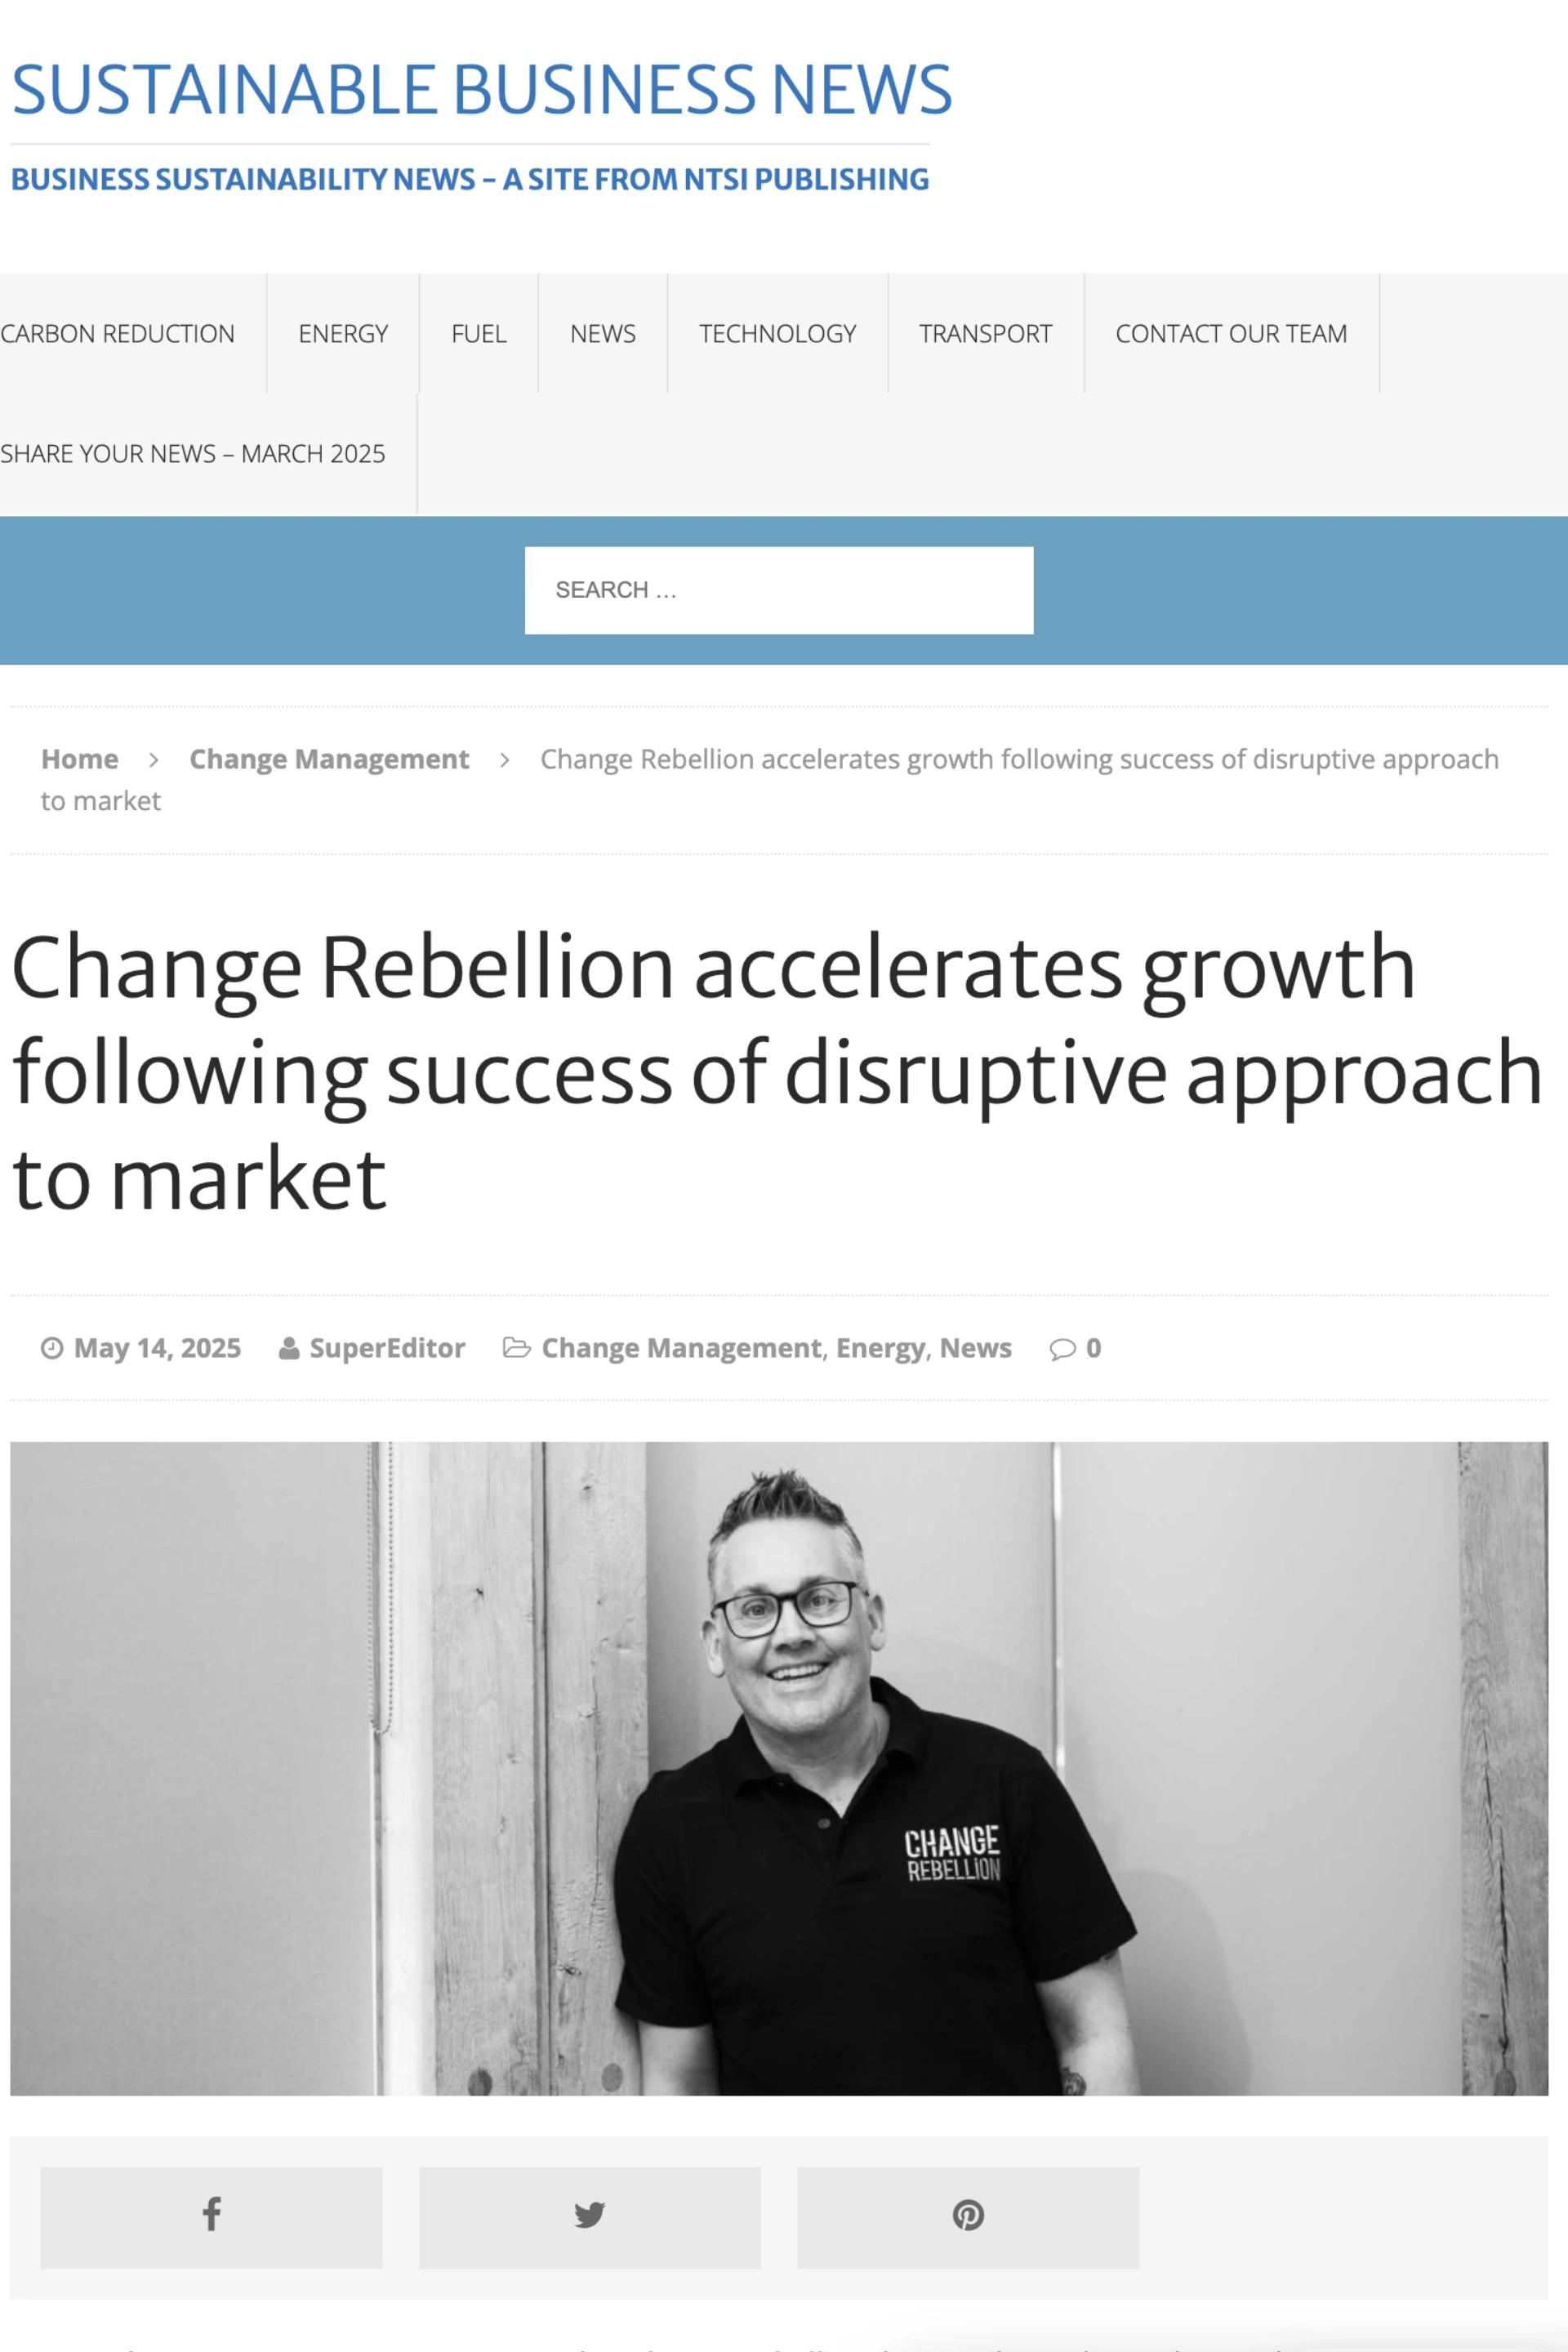 SUSTAINABLE BUSINESS NEWS
BUSINESS SUSTAINABILITY NEWS – A SITE FROM NTSI PUBLISHING
CARBON REDUCTION ENERGY FUEL NEWS TECHNOLOGY TRANSPORT CONTACT OUR TEAM
SHARE YOUR NEWS – MARCH 2025
SEARCH …
Home > Change Management > Change Rebellion accelerates growth following success of disruptive approach
to market
Change Rebellion accelerates growth
following success of disruptive approach
to market
May 14, 2025 SuperEditor Change Management, Energy, News 0
CHANGE
REBELLiON